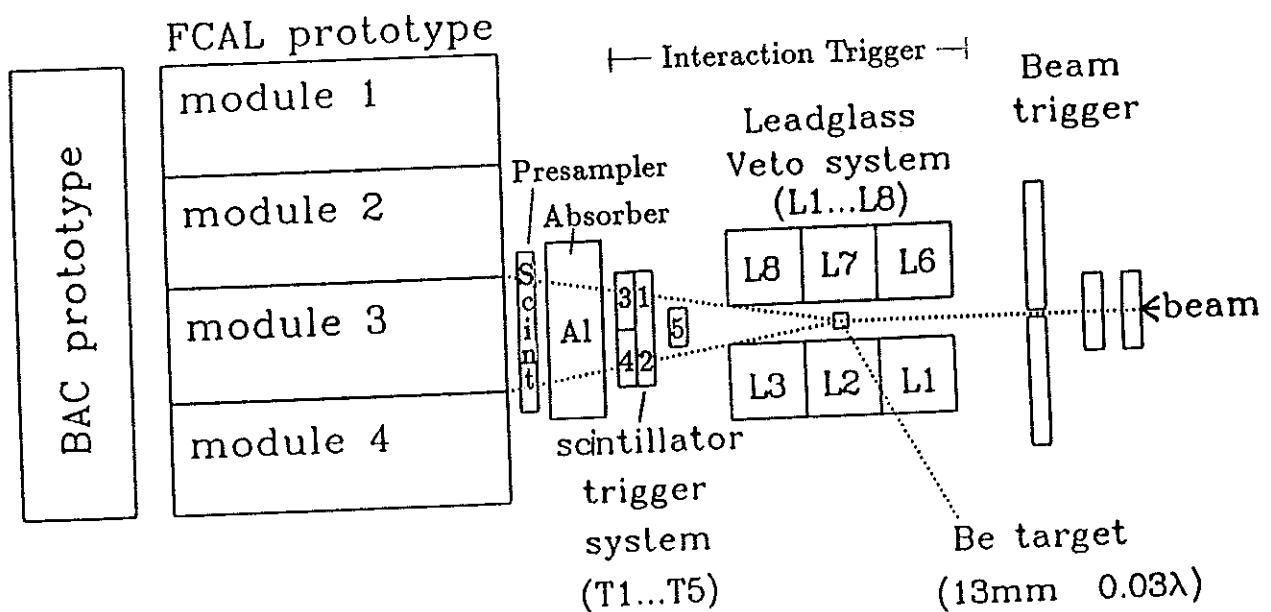 FCAL prototype
Interaction Trigger
Beam
trigger
BAC prototype
module 1
module 2
module 3
module 4
Presampler
Absorber
Scint
Al
3
1
4
2
5
Leadglass
Veto system
(L1...L8)
L8
L7
L6
L3
L2
L1
beam
scintillator
trigger
system
(T1...T5)
Be target
(13mm 0.03λ)